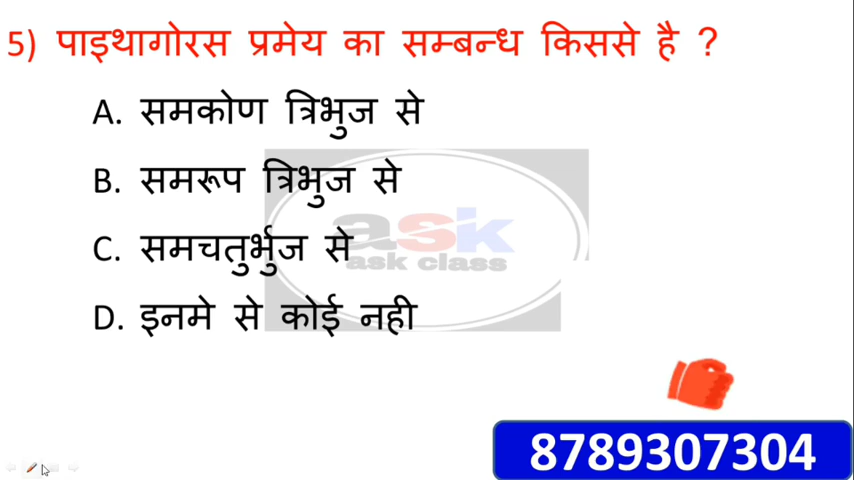 5) पाइथागोरस प्रमेय का सम्बन्ध किससे है ?
A. समकोण त्रिभुज से
B. समरूप त्रिभुज से
C. समचतुर्भुज से
D. इनमे से कोई नही
ask
ask class
8789307304